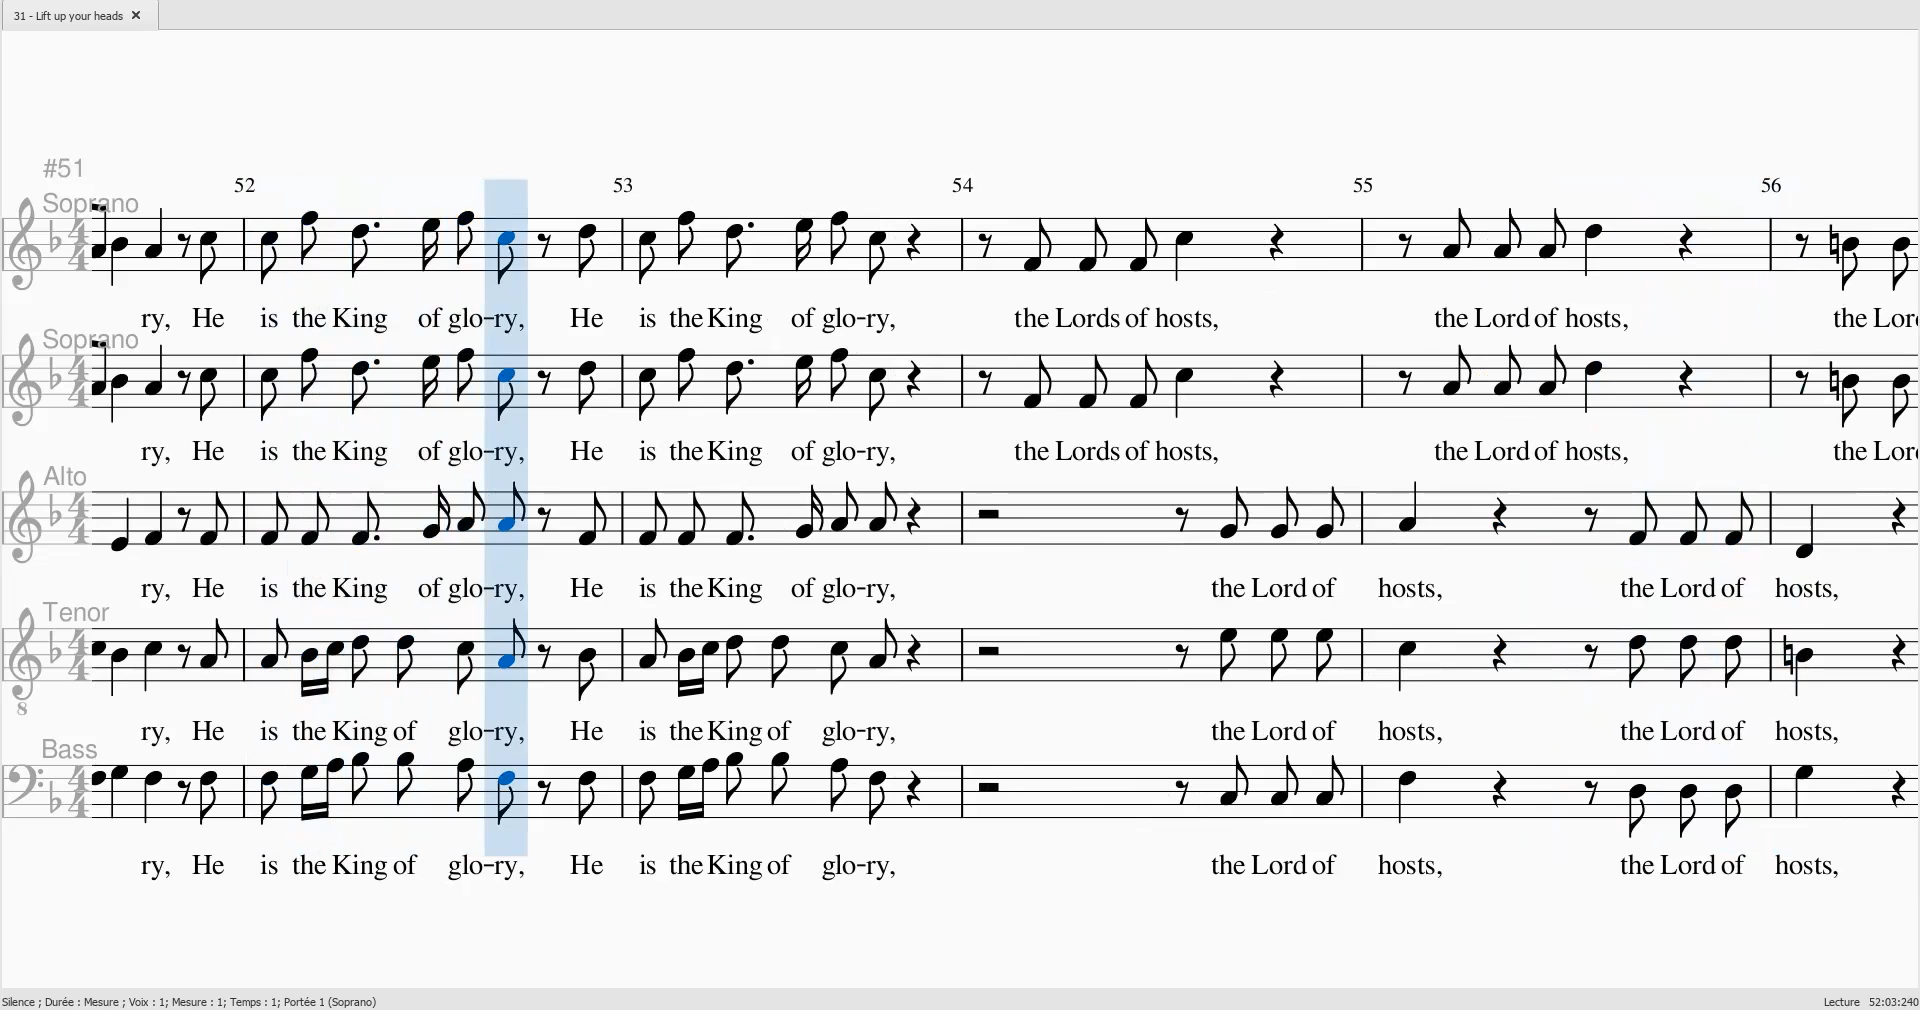 31 - Lift up your heads ×
#51
52 53 54 55 56
Soprano
ry, He is the King of glo-ry, He is the King of glo-ry, the Lords of hosts, the Lord of hosts, the Lor
Soprano
ry, He is the King of glo-ry, He is the King of glo-ry, the Lords of hosts, the Lord of hosts, the Lor
Alto
ry, He is the King of glo-ry, He is the King of glo-ry, the Lord of hosts, the Lord of hosts,
Tenor
8
ry, He is the King of glo-ry, He is the King of glo-ry, the Lord of hosts, the Lord of hosts,
Bass
ry, He is the King of glo-ry, He is the King of glo-ry, the Lord of hosts, the Lord of hosts,
Silence ; Durée : Mesure ; Voix : 1; Mesure : 1; Temps : 1; Portée 1 (Soprano) Lecture 52:03:240